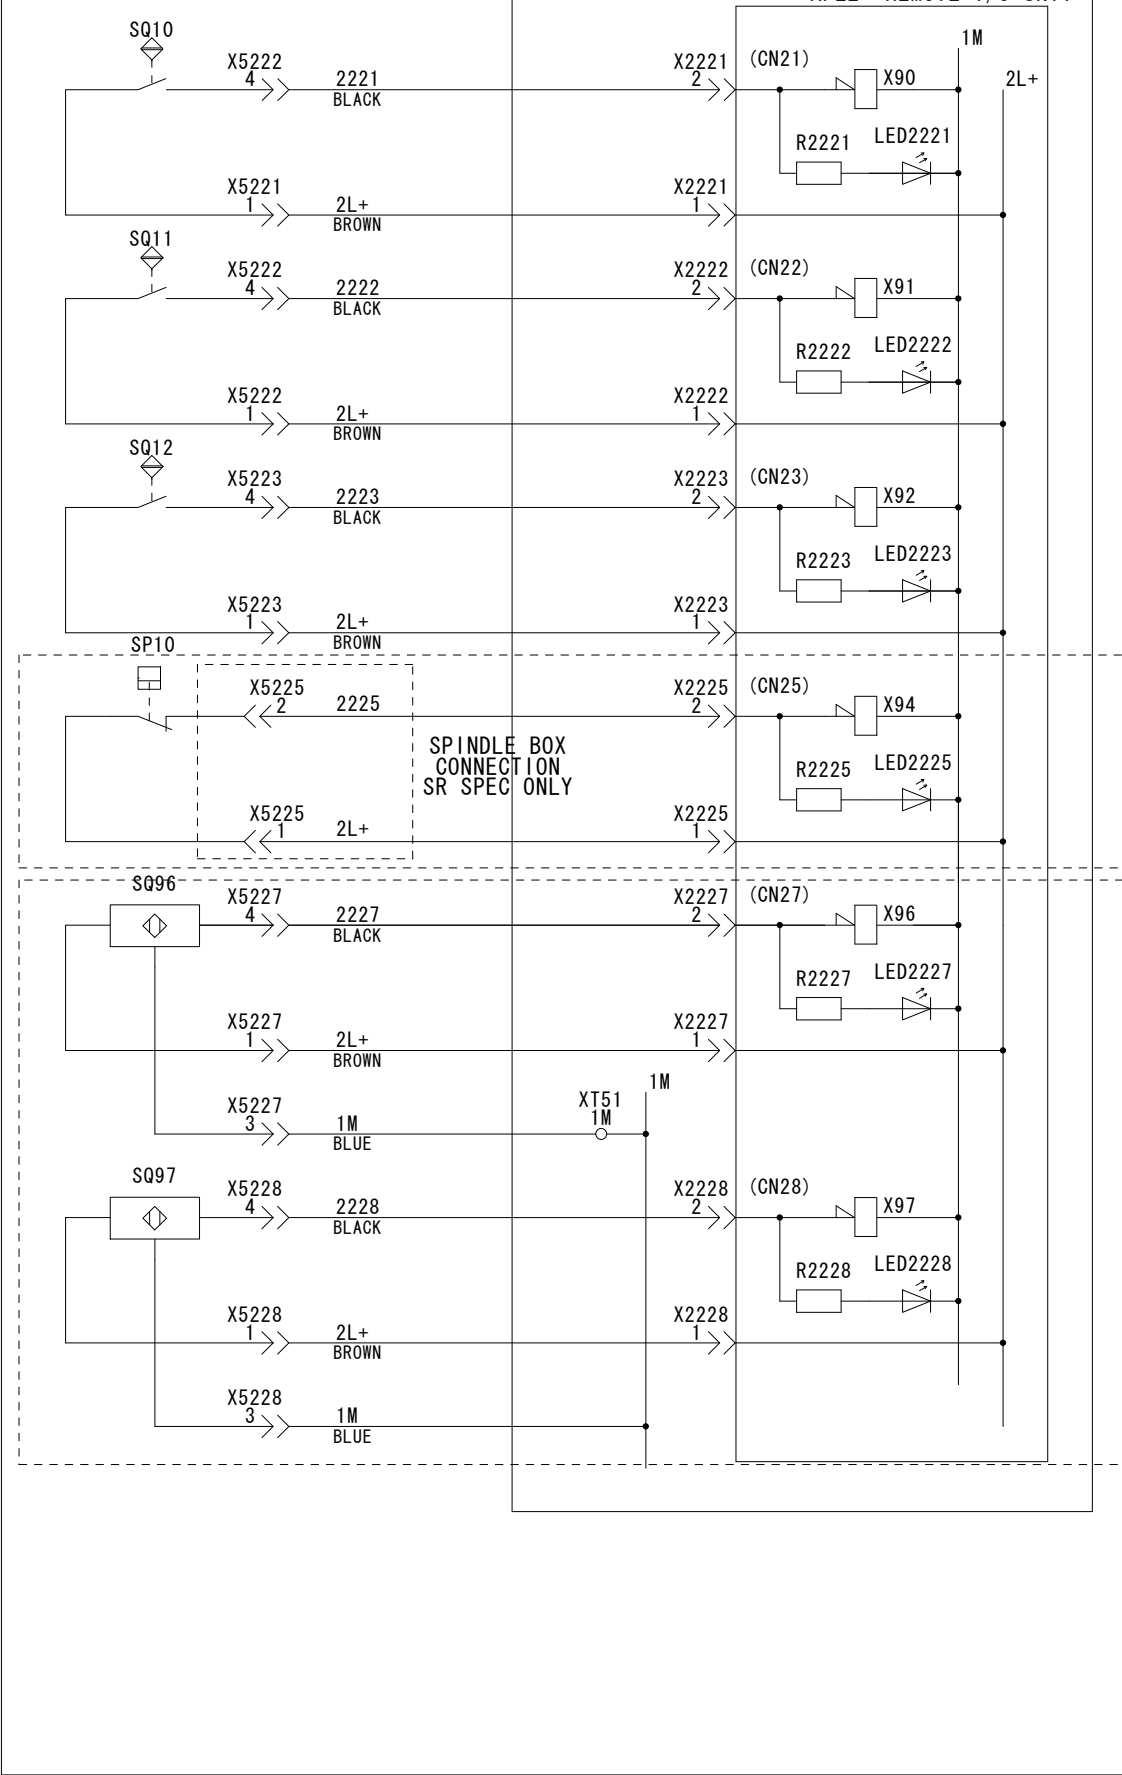 SQ10
X5222
4
2221
BLACK
X2221
2
(CN21)
1M
X90
2L+
R2221
LED2221
X5221
1
2L+
BROWN
X2221
1
SQ11
X5222
4
2222
BLACK
X2222
2
(CN22)
X91
R2222
LED2222
X5222
1
2L+
BROWN
X2222
1
SQ12
X5223
4
2223
BLACK
X2223
2
(CN23)
X92
R2223
LED2223
X5223
1
2L+
BROWN
X2223
1
SP10
X5225
2
2225
X2225
2
(CN25)
X94
SPINDLE BOX
CONNECTION
SR SPEC ONLY
R2225
LED2225
X5225
1
2L+
X2225
1
SQ96
X5227
4
2227
BLACK
X2227
2
(CN27)
X96
R2227
LED2227
X5227
1
2L+
BROWN
X2227
1
X5227
3
1M
BLUE
XT51
1M
1M
SQ97
X5228
4
2228
BLACK
X2228
2
(CN28)
X97
R2228
LED2228
X5228
1
2L+
BROWN
X2228
1
X5228
3
1M
BLUE